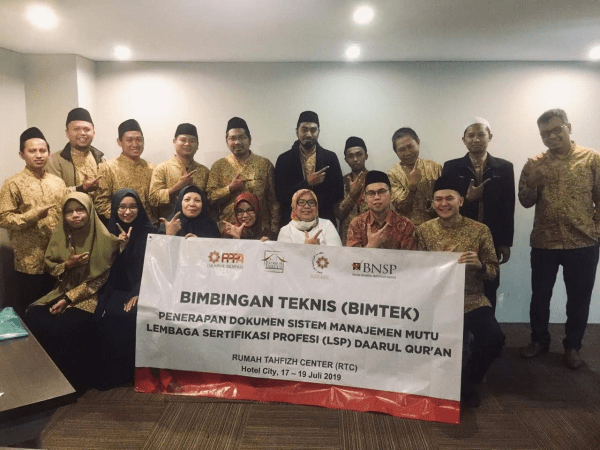 PPPA
BNSP
BIMBINGAN TEKNIS (BIMTEK)
PENERAPAN DOKUMEN SISTEM MANAJEMEN MUTU
LEMBAGA SERTIFIKASI PROFESI (LSP) DAARUL QUR'AN
RUMAH TAHFIZH CENTER (RTC)
Hotel City, 17 – 19 Juli 2019